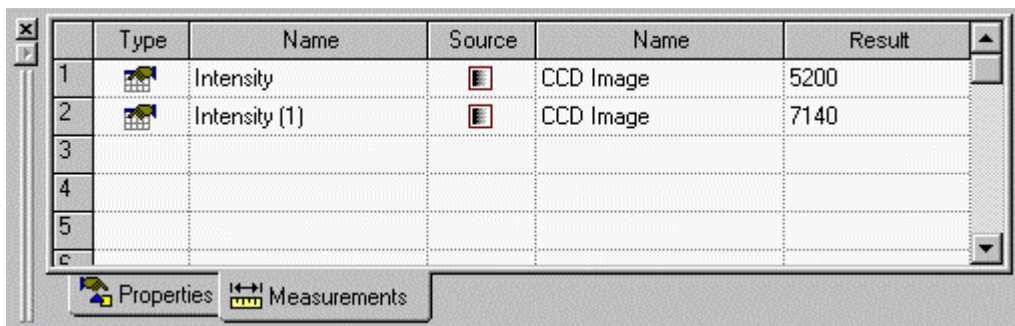 Type Name Source Name Result
1 Intensity CCD Image 5200
2 Intensity (1) CCD Image 7140
3
4
5
Properties Measurements